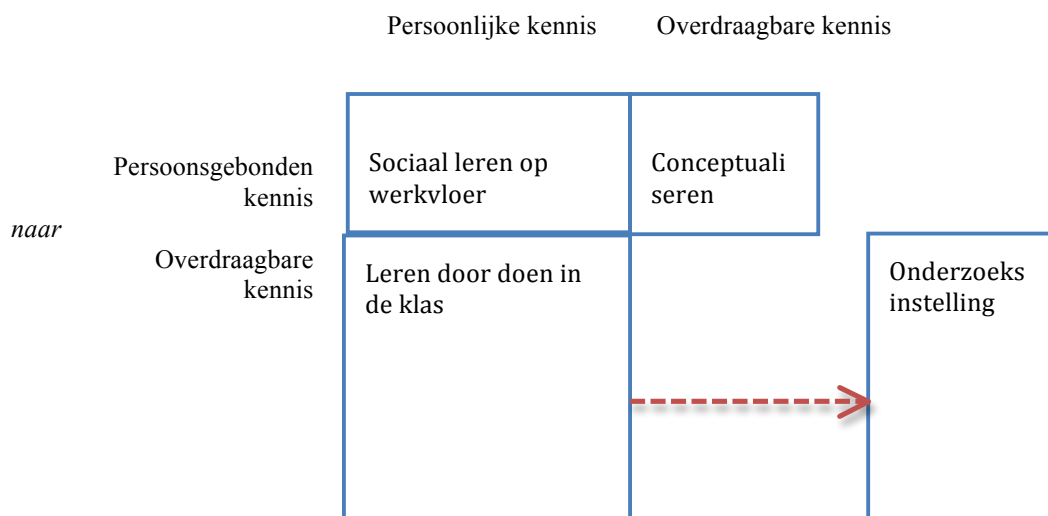 Persoonlijke kennis
Overdraagbare kennis
Persoonsgebonden
kennis
Sociaal leren op
werkvloer
Conceptuali
seren
naar
Overdraagbare
kennis
Leren door doen in
de klas
Onderzoeks
instelling